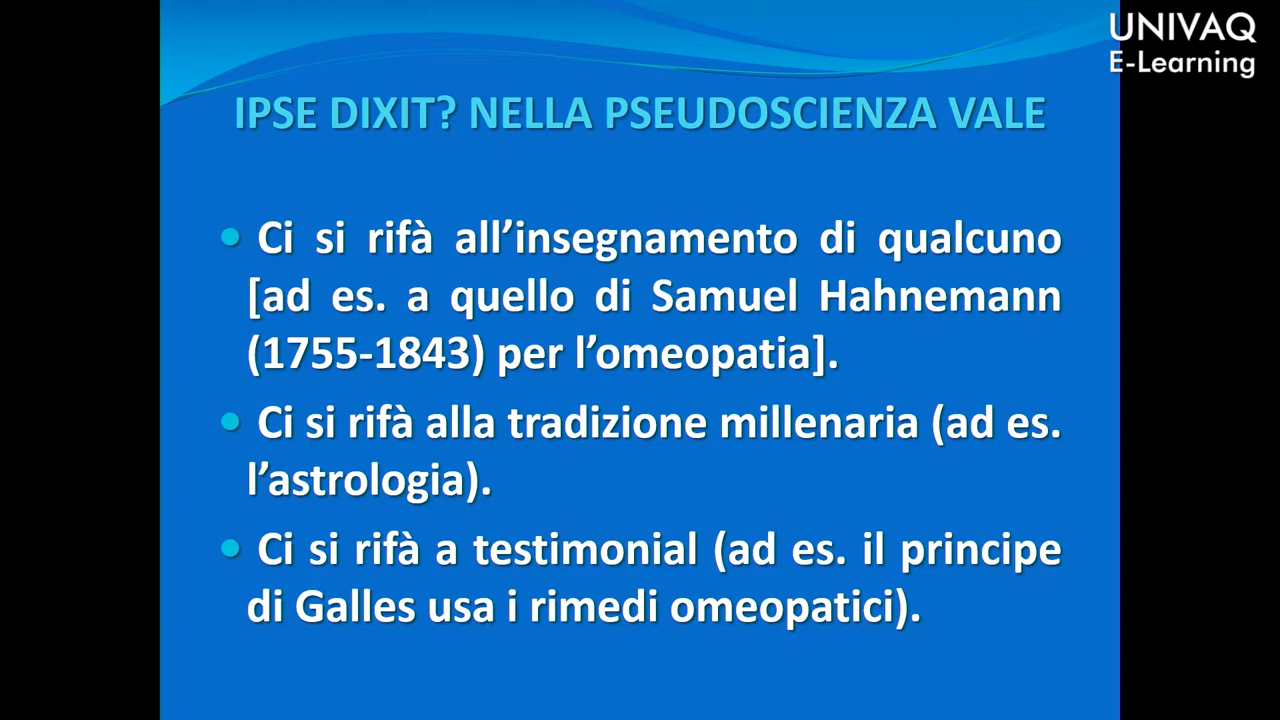 UNIVAQ
E-Learning
IPSE DIXIT? NELLA PSEUDOSCIENZA VALE
Ci si rifà all’insegnamento di qualcuno
[ad es. a quello di Samuel Hahnemann
(1755-1843) per l’omeopatia].
Ci si rifà alla tradizione millenaria (ad es.
l’astrologia).
Ci si rifà a testimonial (ad es. il principe
di Galles usa i rimedi omeopatici).